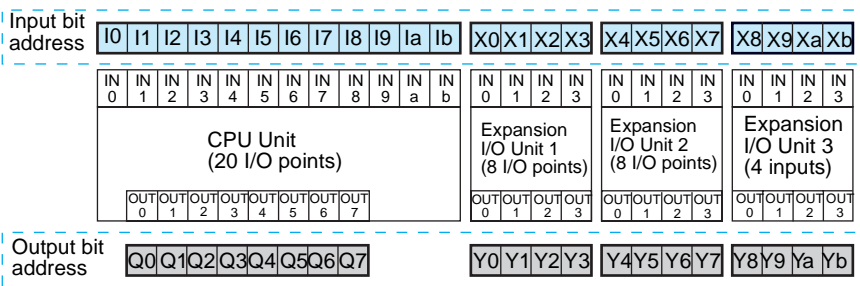 Input bit address
I0 I1 I2 I3 I4 I5 I6 I7 I8 I9 Ia Ib X0 X1 X2 X3 X4 X5 X6 X7 X8 X9 Xa Xb
IN IN IN IN IN IN IN IN IN IN IN IN IN IN IN IN IN IN IN IN IN IN IN IN
0 1 2 3 4 5 6 7 8 9 a b 0 1 2 3 0 1 2 3 0 1 2 3
CPU Unit
(20 I/O points)
Expansion
I/O Unit 1
(8 I/O points)
Expansion
I/O Unit 2
(8 I/O points)
Expansion
I/O Unit 3
(4 inputs)
OUT OUT OUT OUT OUT OUT OUT OUT OUT OUT OUT OUT OUT OUT OUT OUT OUT OUT OUT OUT
0 1 2 3 4 5 6 7 0 1 2 3 0 1 2 3 0 1 2 3
Output bit address
Q0 Q1 Q2 Q3 Q4 Q5 Q6 Q7 Y0 Y1 Y2 Y3 Y4 Y5 Y6 Y7 Y8 Y9 Ya Yb